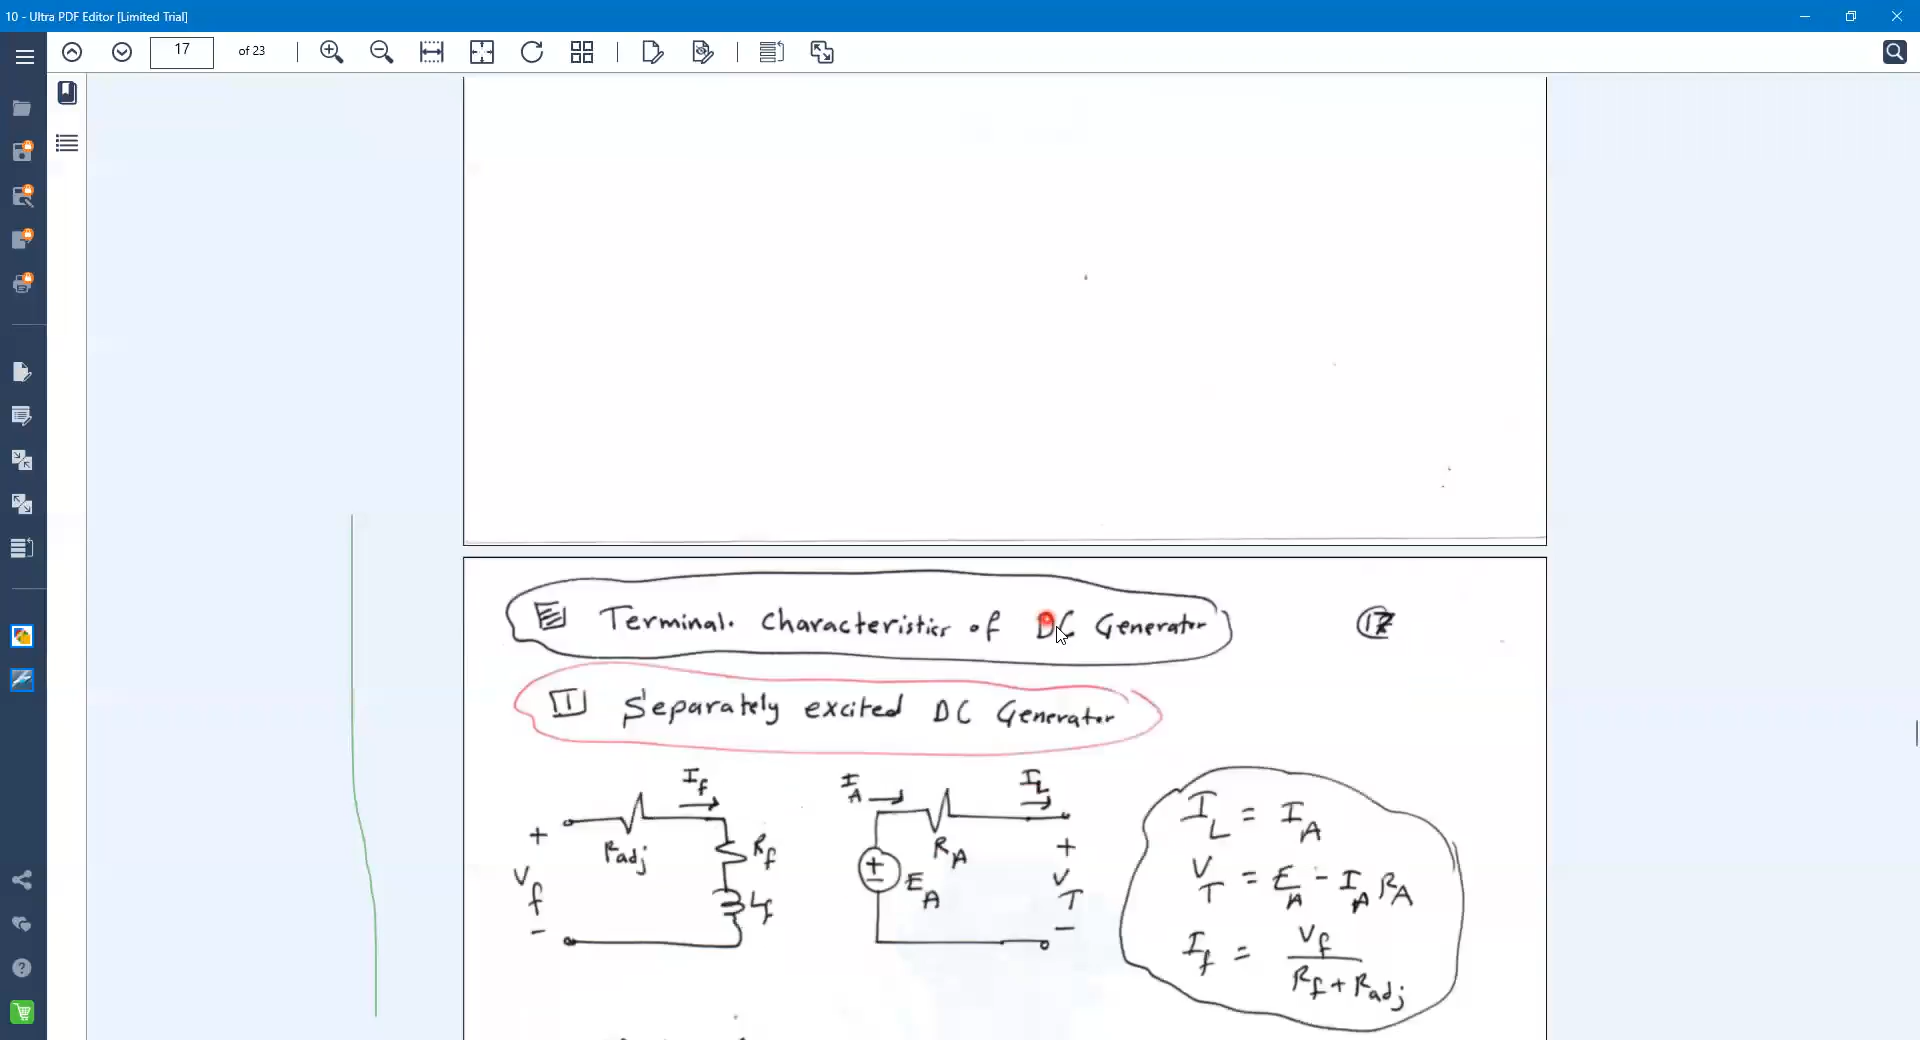 10 - Ultra PDF Editor [Limited Trial]
17 of 23
Terminal. Characteristics of DC Generator
17
1 Separately excited DC Generator
If
Radj
Rf
Lf
+
Vf
-
IA
RA
IL
+
-
EA
+
VT
-
IL = IA
VT = EA - IA RA
If = Vf / Rf + Radj